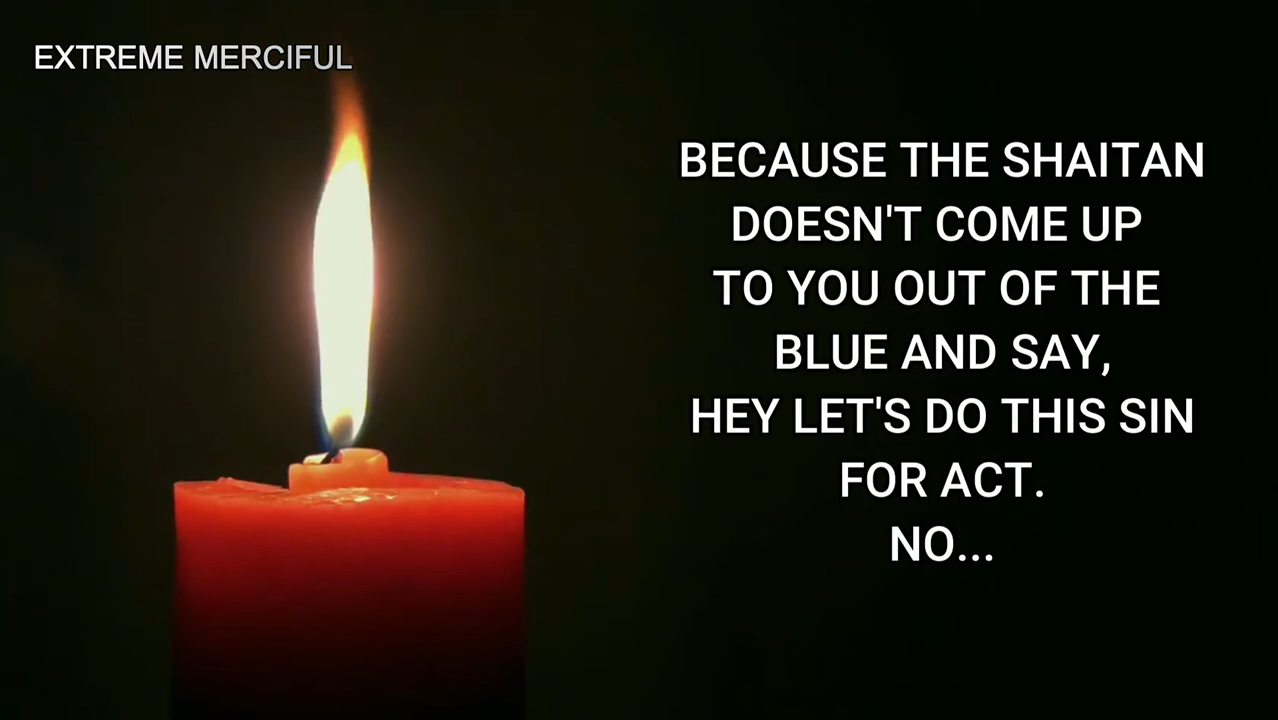 EXTREME MERCIFUL
BECAUSE THE SHAITAN
DOESN'T COME UP
TO YOU OUT OF THE
BLUE AND SAY,
HEY LET'S DO THIS SIN
FOR ACT.
NO...